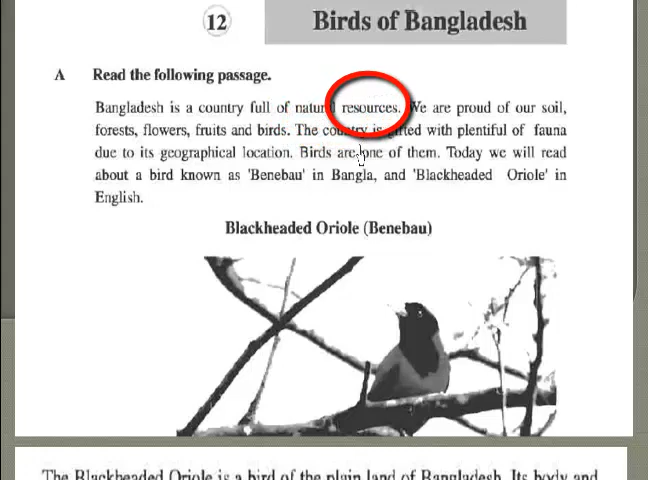 12
Birds of Bangladesh
A Read the following passage.
Bangladesh is a country full of natural resources. We are proud of our soil,
forests, flowers, fruits and birds. The country is gifted with plentiful of fauna
due to its geographical location. Birds are one of them. Today we will read
about a bird known as 'Benebau' in Bangla, and 'Blackheaded Oriole' in
English.
Blackheaded Oriole (Benebau)
The Blackheaded Oriole is a bird of the plain land of Bangladesh. Its body and